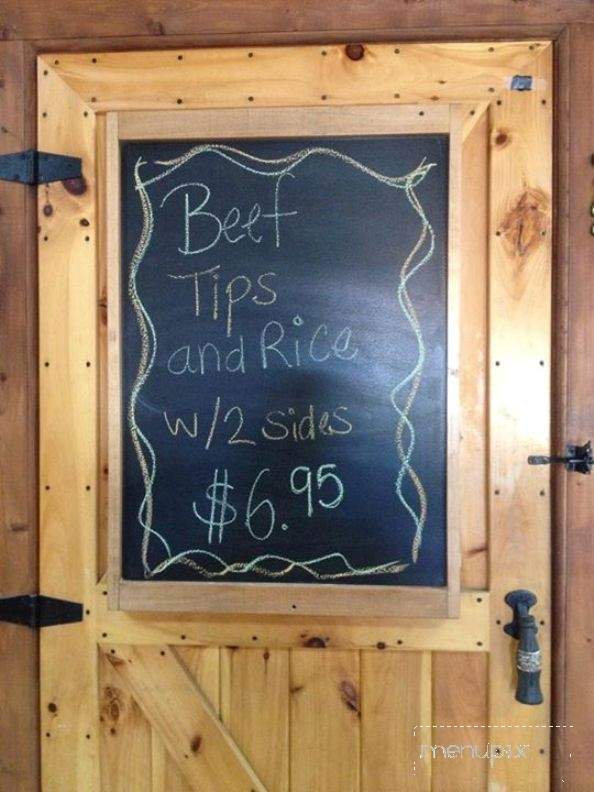 Beef
Tips
and Rice
w/2 sides
$6.95
menupix